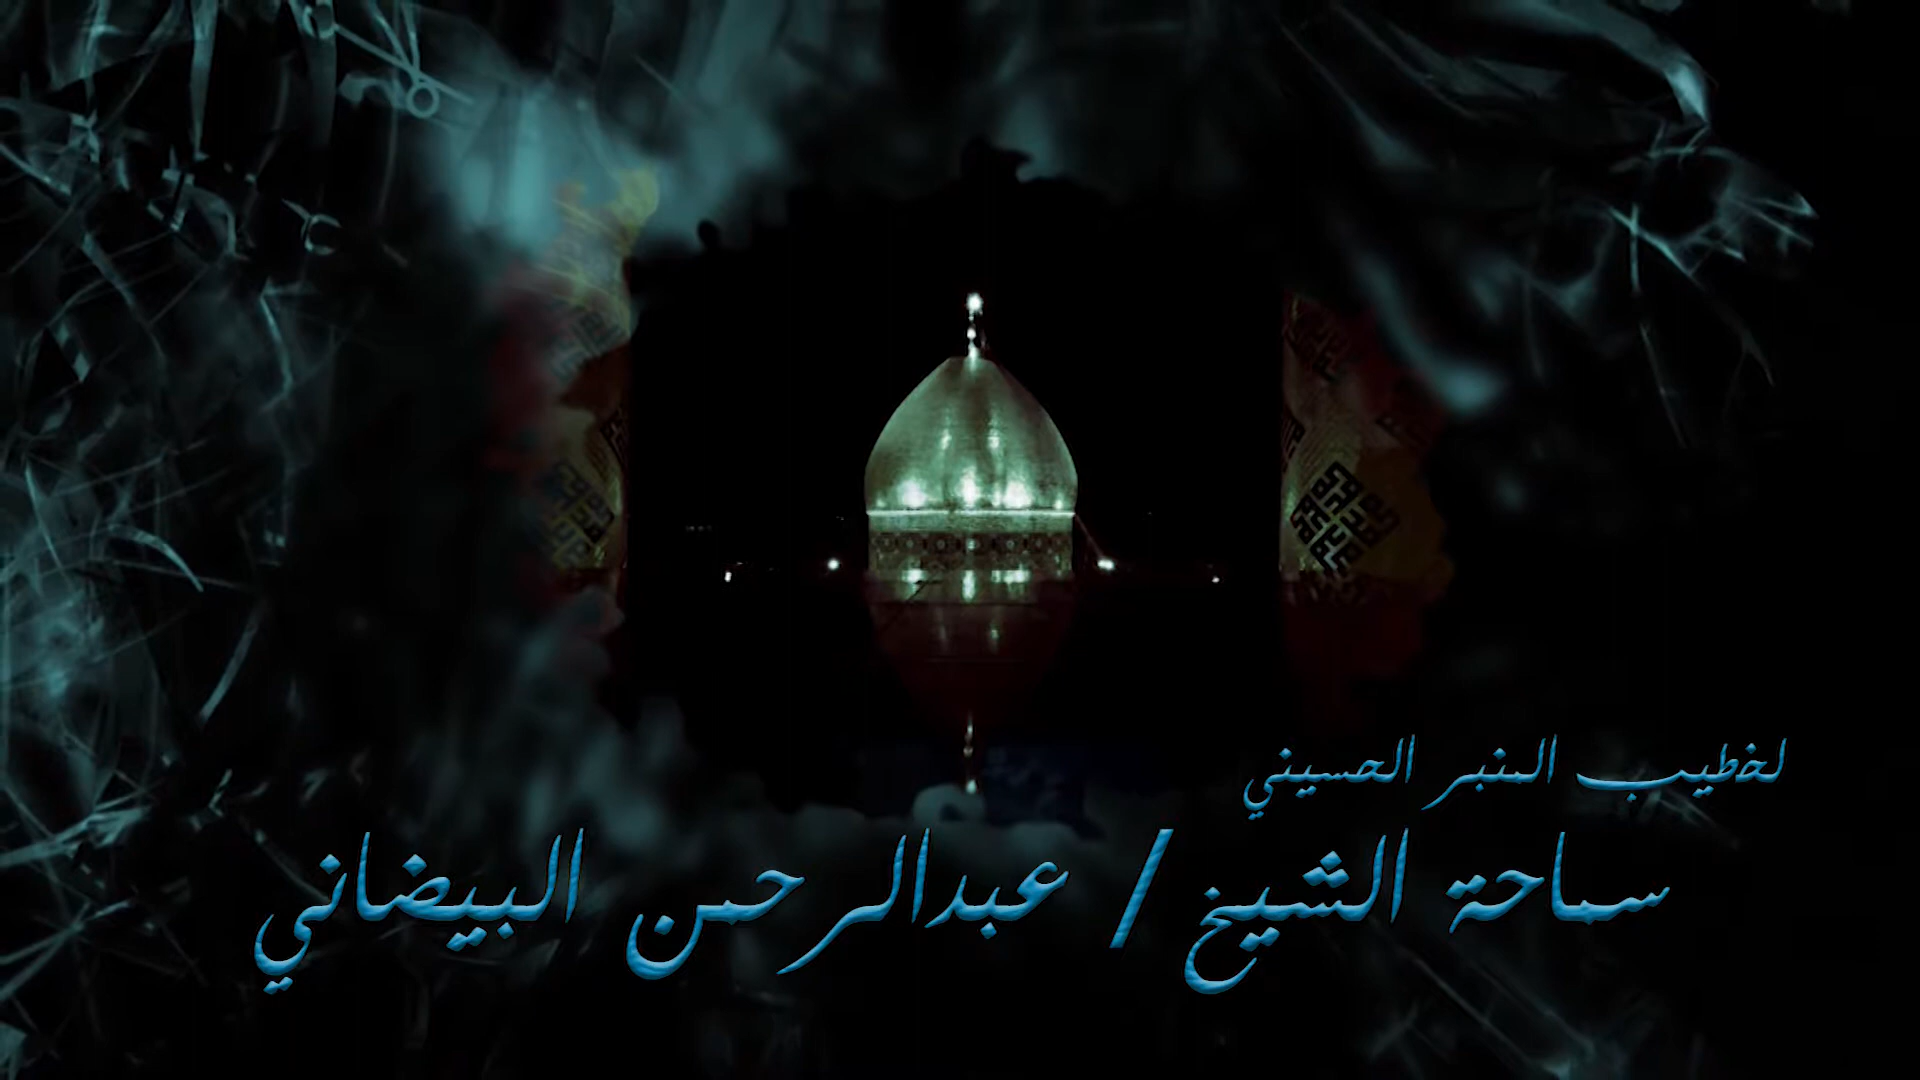 لخطيب المنبر الحسيني
سماحة الشيخ / عبدالرحمن البيضاني